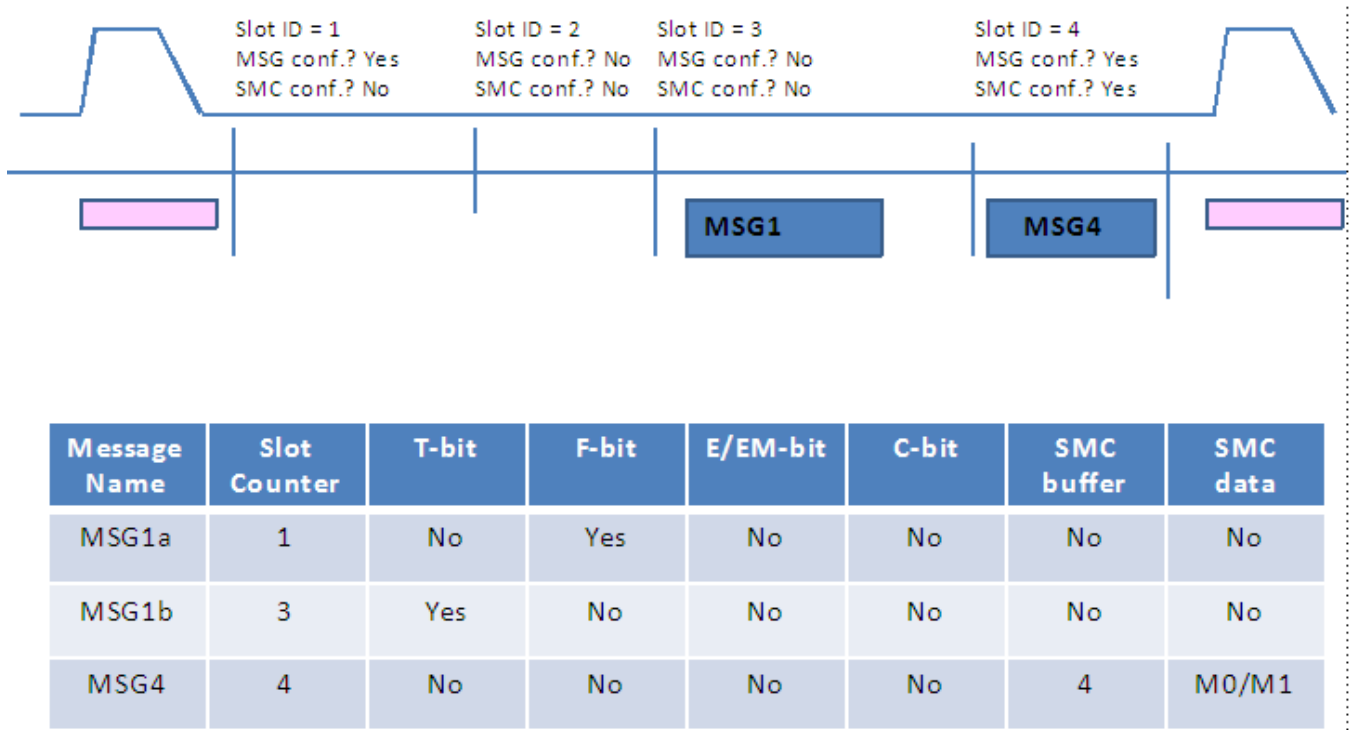 Slot ID = 1
MSG conf.? Yes
SMC conf.? No
Slot ID = 2
MSG conf.? No
SMC conf.? No
Slot ID = 3
MSG conf.? No
SMC conf.? No
Slot ID = 4
MSG conf.? Yes
SMC conf.? Yes
MSG1
MSG4
Message Name Slot Counter T-bit F-bit E/EM-bit C-bit SMC buffer SMC data
MSG1a 1 No Yes No No No No
MSG1b 3 Yes No No No No No
MSG4 4 No No No No 4 M0/M1